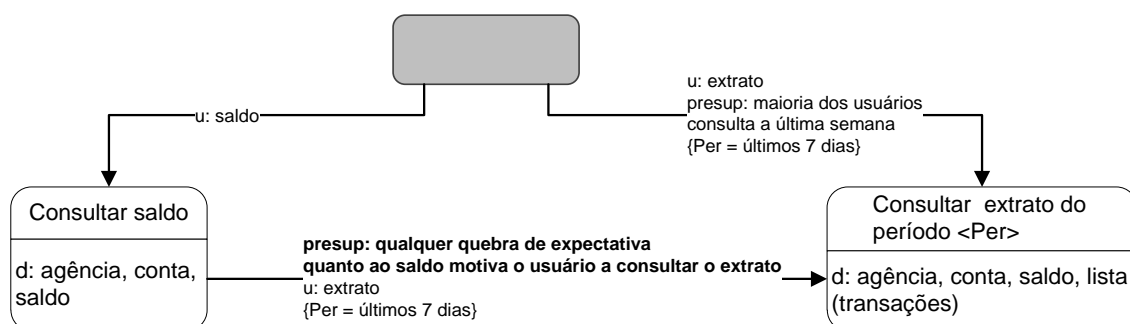 u: extrato
presup: maioria dos usuários
consulta a última semana
{Per = últimos 7 dias}
u: saldo
Consultar saldo
d: agência, conta,
saldo
presup: qualquer quebra de expectativa
quanto ao saldo motiva o usuário a consultar o extrato
u: extrato
{Per = últimos 7 dias}
Consultar extrato do
período <Per>
d: agência, conta, saldo, lista
(transações)